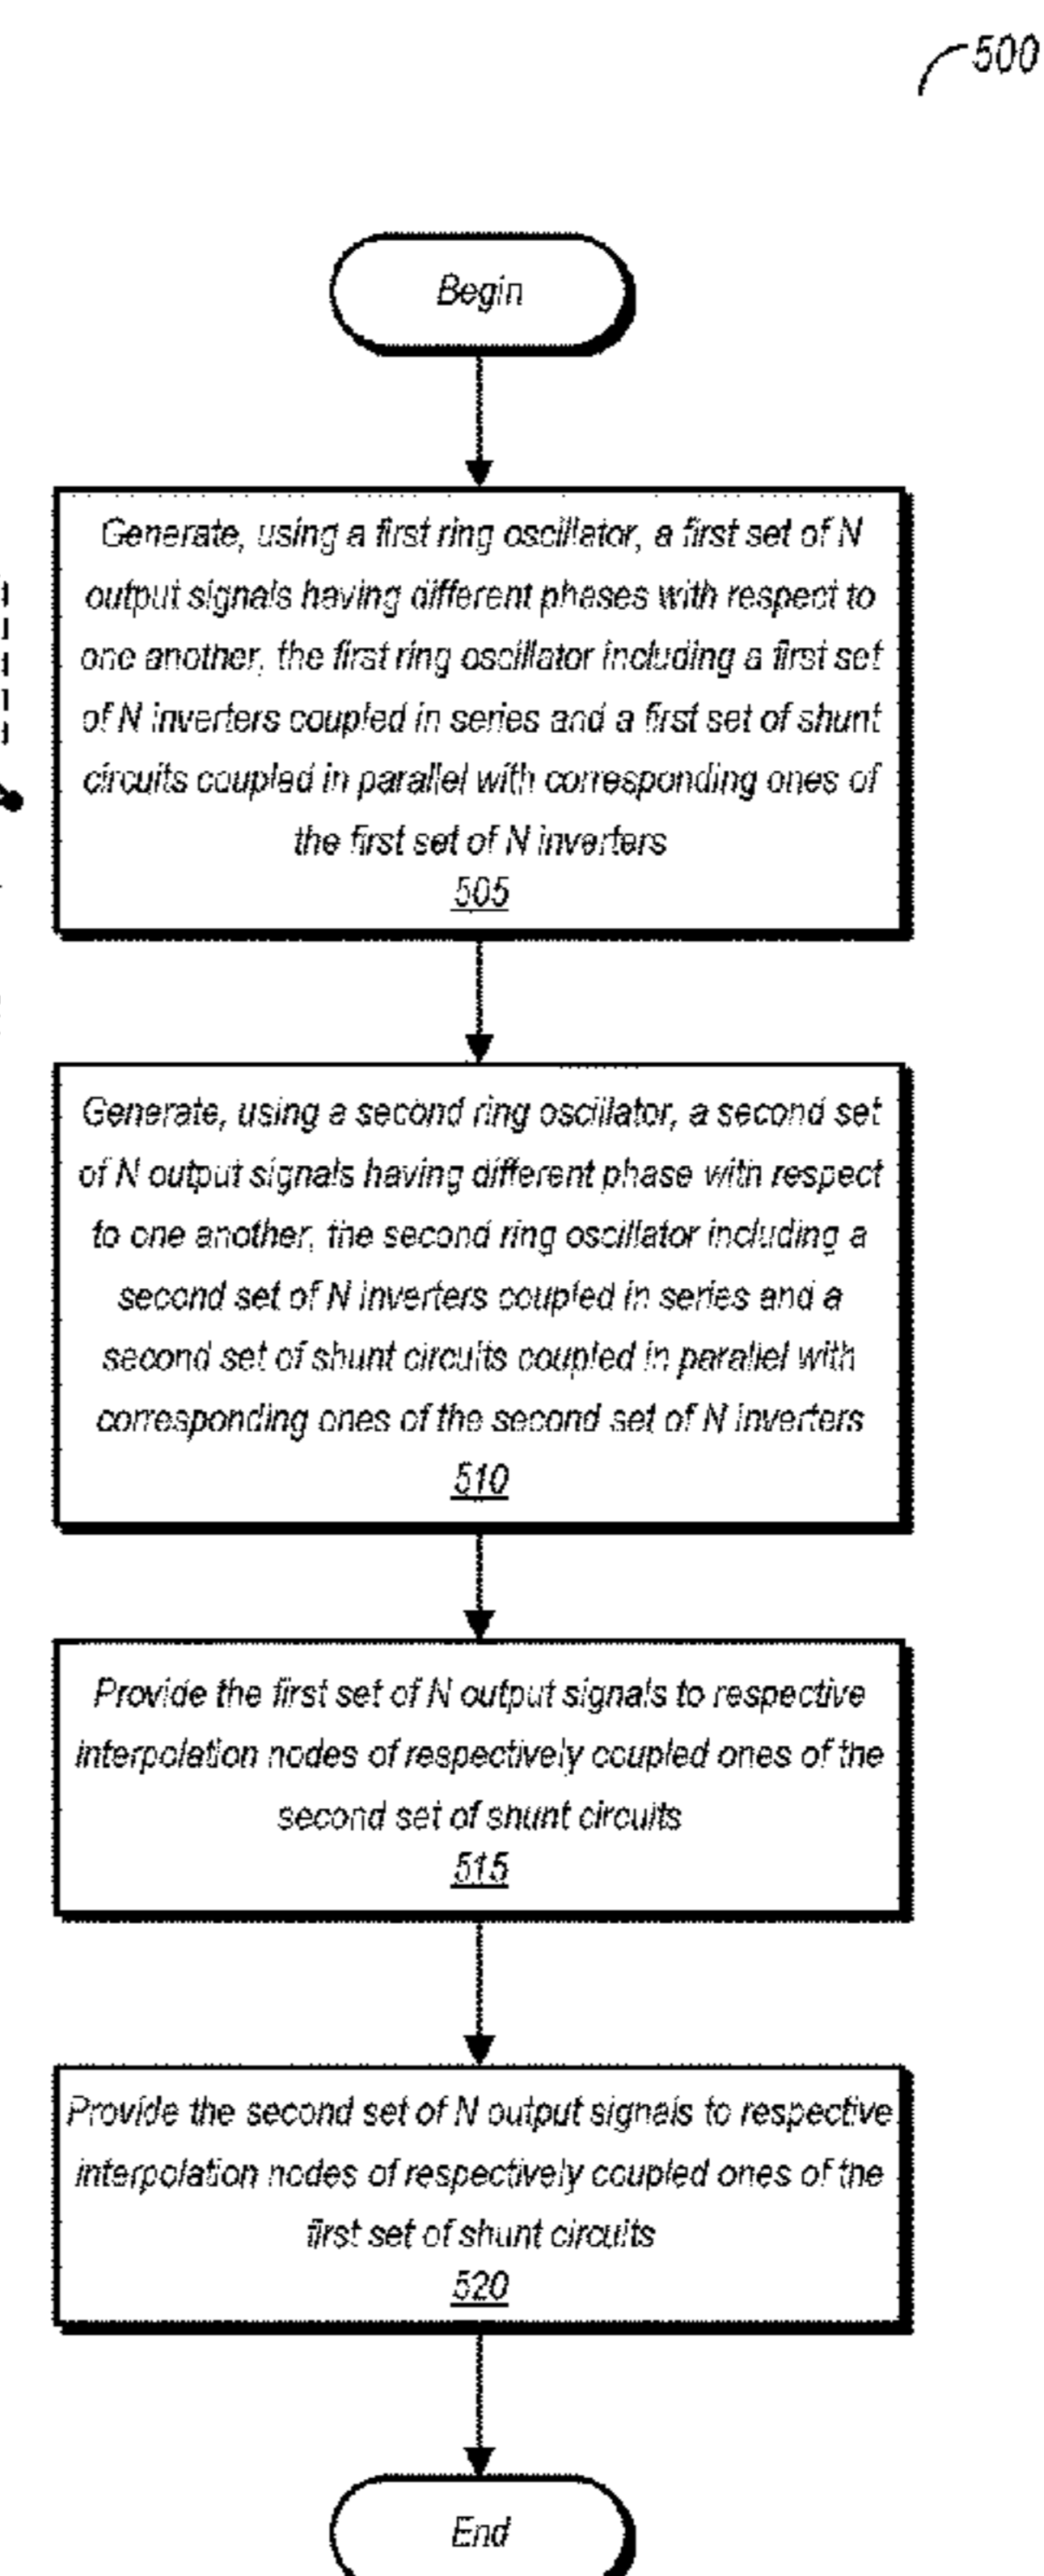 500
Begin
Generate, using a first ring oscillator, a first set of N
output signals having different phases with respect to
one another, the first ring oscillator including a first set
of N inverters coupled in series and a first set of shunt
circuits coupled in parallel with corresponding ones of
the first set of N inverters
505
Generate, using a second ring oscillator, a second set
of N output signals having different phase with respect
to one another, the second ring oscillator including a
second set of N inverters coupled in series and a
second set of shunt circuits coupled in parallel with
corresponding ones of the second set of N inverters
510
Provide the first set of N output signals to respective
interpolation nodes of respectively coupled ones of the
second set of shunt circuits
515
Provide the second set of N output signals to respective
interpolation nodes of respectively coupled ones of the
first set of shunt circuits
520
End